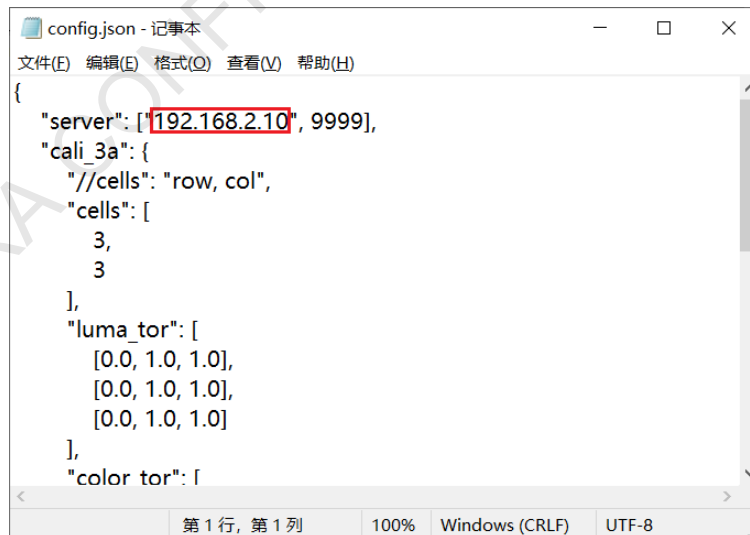 config.json - 记事本
文件(F) 编辑(E) 格式(O) 查看(V) 帮助(H)
{
"server": ["192.168.2.10", 9999],
"cali_3a": {
"//cells": "row, col",
"cells": [
3,
3
],
"luma_tor": [
[0.0, 1.0, 1.0],
[0.0, 1.0, 1.0],
[0.0, 1.0, 1.0]
],
"color_tor": [
第 1 行，第 1 列 100% Windows (CRLF) UTF-8